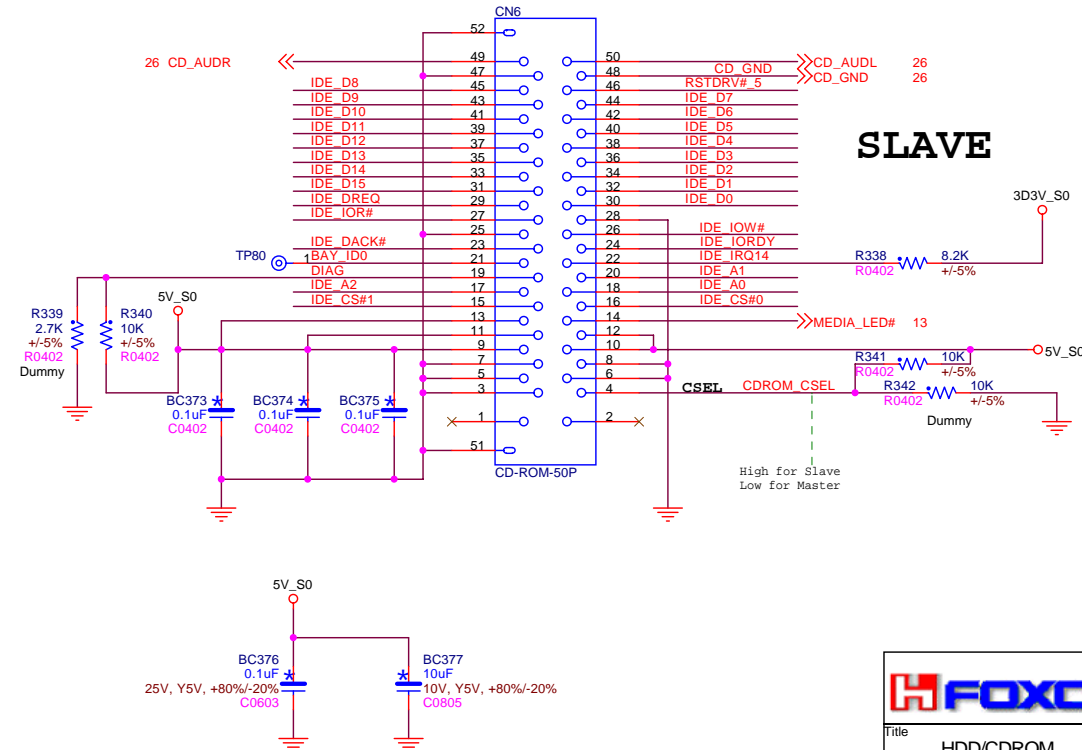 CN6
52
26 CD_AUDR
49
50
CD_AUDL 26
47
48
CD_GND
CD_GND 26
IDE_D8
45
46
RSTDRV#_5
IDE_D9
43
44
IDE_D7
IDE_D10
41
42
IDE_D6
IDE_D11
39
40
IDE_D5
IDE_D12
37
38
IDE_D4
IDE_D13
35
36
IDE_D3
IDE_D14
33
34
IDE_D2
IDE_D15
31
32
IDE_D1
IDE_DREQ
29
30
IDE_D0
IDE_IOR#
27
28
25
26
IDE_IOW#
IDE_DACK#
23
24
IDE_IORDY
TP80
1
BAY_ID0
21
22
IDE_IRQ14
DIAG
19
20
IDE_A1
IDE_A2
17
18
IDE_A0
IDE_CS#1
15
16
IDE_CS#0
13
14
MEDIA_LED# 13
11
12
9
10
7
8
5
6
3
4
1
2
51
CD-ROM-50P
SLAVE
3D3V_S0
R338
8.2K
R0402
+/-5%
5V_S0
R341
10K
R0402
+/-5%
CSEL
CDROM_CSEL
R342
10K
R0402
+/-5%
Dummy
High for Slave
Low for Master
5V_S0
R339
2.7K
+/-5%
R0402
Dummy
R340
10K
+/-5%
R0402
BC373
0.1uF
C0402
BC374
0.1uF
C0402
BC375
0.1uF
C0402
5V_S0
BC376
0.1uF
25V, Y5V, +80%/-20%
C0603
BC377
10uF
10V, Y5V, +80%/-20%
C0805
FOXC
Title
HDD/CDROM